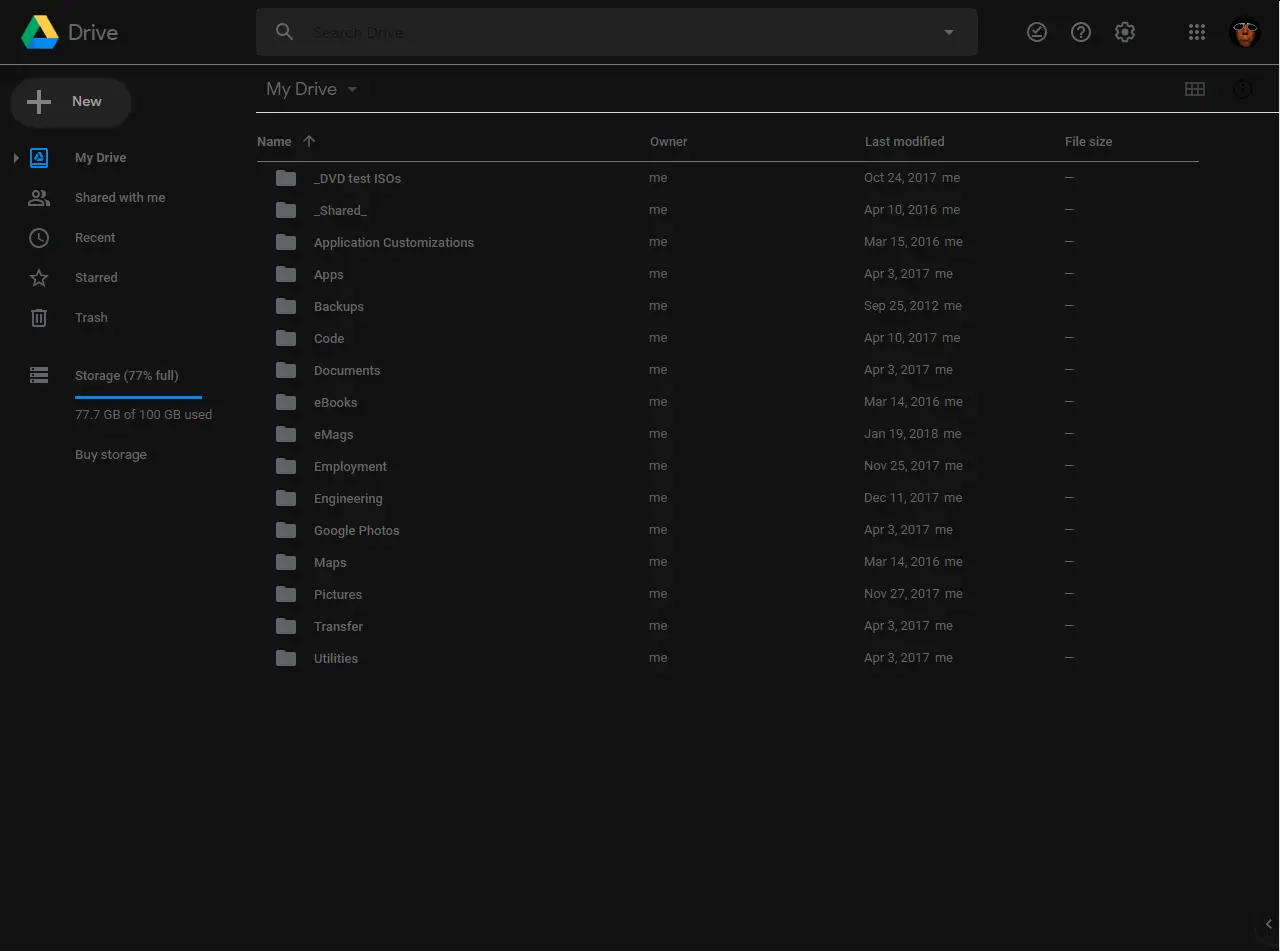 Drive
Search Drive
New
My Drive
Name Owner Last modified File size
My Drive
Shared with me
Recent
Starred
Trash
Storage (77% full)
77.7 GB of 100 GB used
Buy storage
_DVD test ISOs me Oct 24, 2017 me —
_Shared_ me Apr 10, 2016 me —
Application Customizations me Mar 15, 2016 me —
Apps me Apr 3, 2017 me —
Backups me Sep 25, 2012 me —
Code me Apr 10, 2017 me —
Documents me Apr 3, 2017 me —
eBooks me Mar 14, 2016 me —
eMags me Jan 19, 2018 me —
Employment me Nov 25, 2017 me —
Engineering me Dec 11, 2017 me —
Google Photos me Apr 3, 2017 me —
Maps me Mar 14, 2016 me —
Pictures me Nov 27, 2017 me —
Transfer me Apr 3, 2017 me —
Utilities me Apr 3, 2017 me —